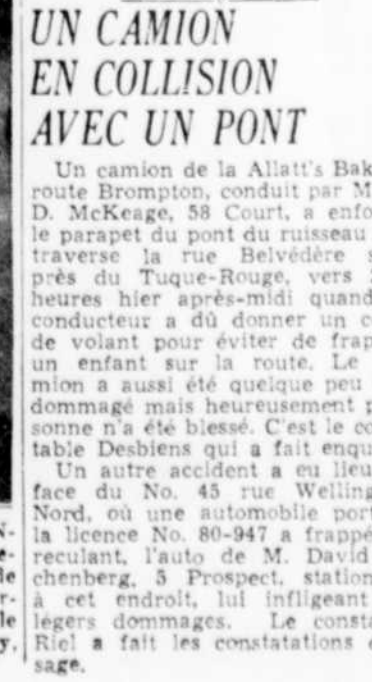 UN CAMION
EN COLLISION
AVEC UN PONT
Un camion de la Allatt's Bak
route Brompton, conduit par M
D. McKeage, 58 Court, a enfo
le parapet du pont du ruisseau
traverse la rue Belvédère s
près du Tuque-Rouge, vers
heures hier après-midi quand
conducteur a dû donner un c
de volant pour éviter de frap
un enfant sur la route. Le
mion a aussi été quelque peu
dommagé mais heureusement p
sonne n'a été blessé. C'est le co
table Desbiens qui a fait enqu
Un autre accident a eu lieu
face du No. 45 rue Welling
Nord, où une automobile port
la licence No. 80-947 a frappé
reculant, l'auto de M. David
chenberg, 5 Prospect, station
à cet endroit, lui infligeant
légers dommages. Le consta
Riel a fait les constatations
sage.